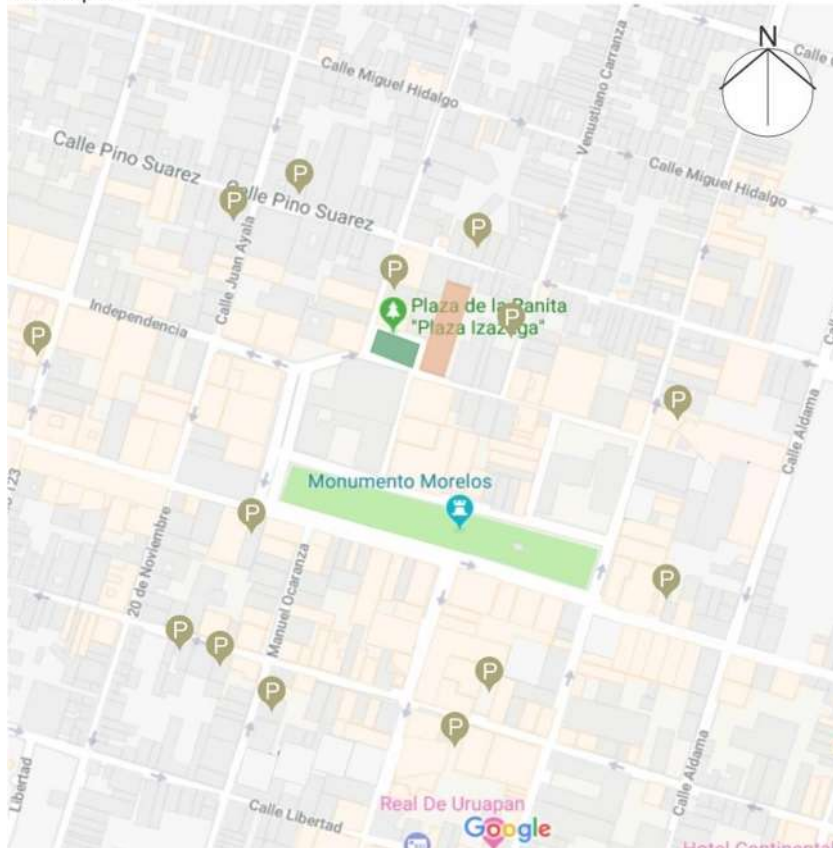 N
Calle Miguel Hidalgo
Venustiano Carranza
Calle Miguel Hidalgo
Calle Pino Suarez
Calle Pino Suarez
P
P
P
P
Calle Juan Ayala
Independencia
Plaza de la Ranita
"Plaza Izazaga"
P
P
P
Calle Aldama
Monumento Morelos
P
20 de Noviembre
Manuel Ocaranza
P
P
P
P
P
P
Calle Aldama
Libertad
Calle Libertad
Real De Uruapan
Google